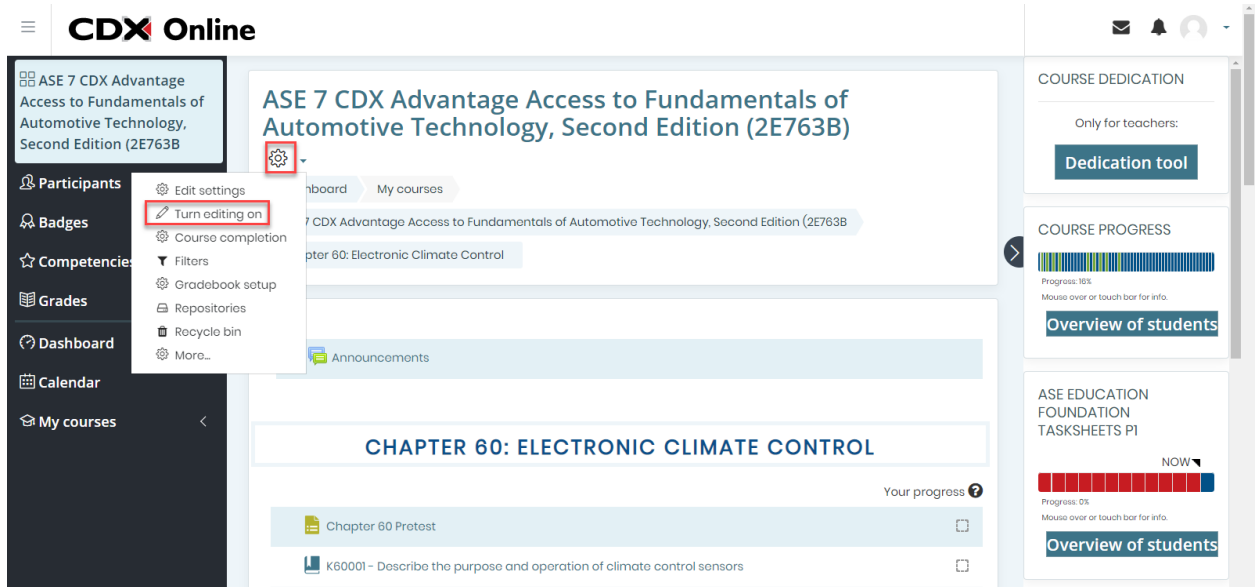 CDX Online
ASE 7 CDX Advantage
Access to Fundamentals of
Automotive Technology,
Second Edition (2E763B
Participants
Badges
Competencies
Grades
Dashboard
Calendar
My courses
ASE 7 CDX Advantage Access to Fundamentals of
Automotive Technology, Second Edition (2E763B)
Edit settings
Turn editing on
Course completion
Filters
Gradebook setup
Repositories
Recycle bin
More...
hboard
My courses
7 CDX Advantage Access to Fundamentals of Automotive Technology, Second Edition (2E763B
pter 60: Electronic Climate Control
Announcements
CHAPTER 60: ELECTRONIC CLIMATE CONTROL
Your progress
Chapter 60 Pretest
K60001 - Describe the purpose and operation of climate control sensors
COURSE DEDICATION
Only for teachers:
Dedication tool
COURSE PROGRESS
Progress: 16%
Mouse over or touch bar for info.
Overview of students
ASE EDUCATION
FOUNDATION
TASKSHEETS P1
NOW
Progress: 0%
Mouse over or touch bar for info.
Overview of students